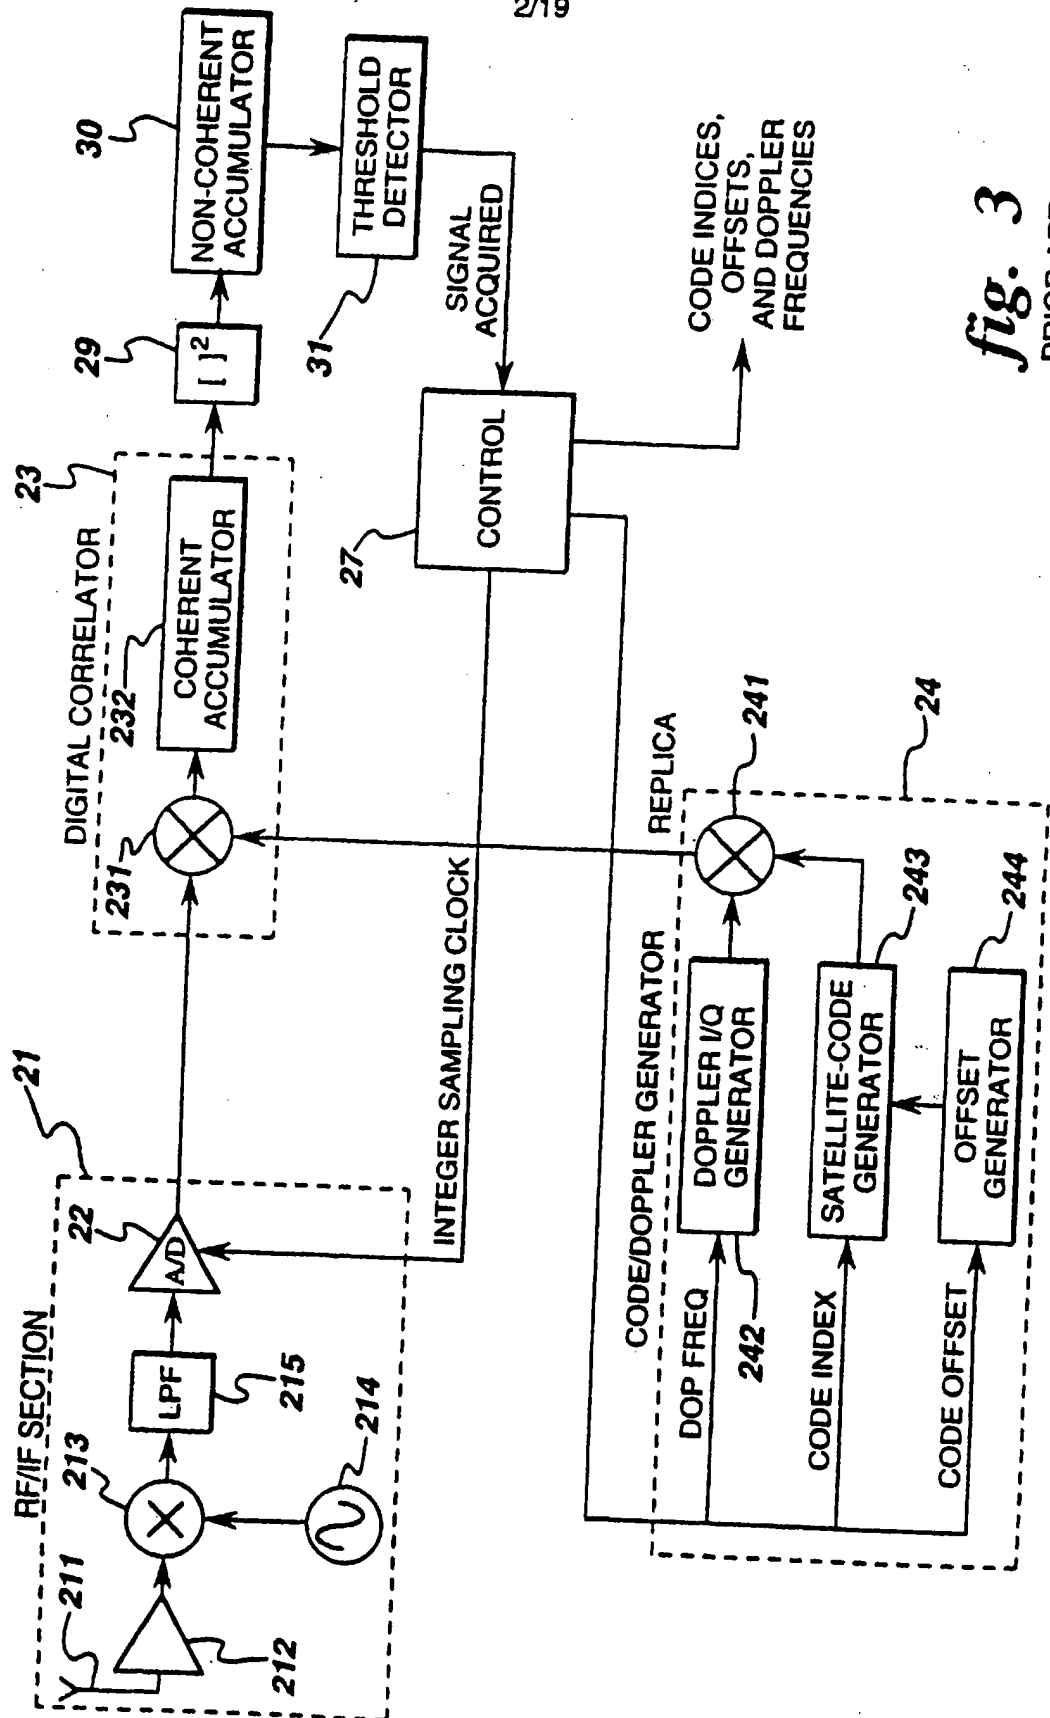 2/19
RF/IF SECTION
21
211
212
213
214
LPF
215
A/D
22
INTEGER SAMPLING CLOCK
DIGITAL CORRELATOR
23
231
232
COHERENT
ACCUMULATOR
29
[ ]²
30
NON-COHERENT
ACCUMULATOR
31
THRESHOLD
DETECTOR
SIGNAL
ACQUIRED
27
CONTROL
CODE INDICES,
OFFSETS,
AND DOPPLER
FREQUENCIES
REPLICA
CODE/DOPPLER GENERATOR
24
241
DOP FREQ
DOPPLER I/Q
GENERATOR
242
CODE INDEX
SATELLITE-CODE
GENERATOR
243
CODE OFFSET
OFFSET
GENERATOR
244
fig. 3
PRIOR ART